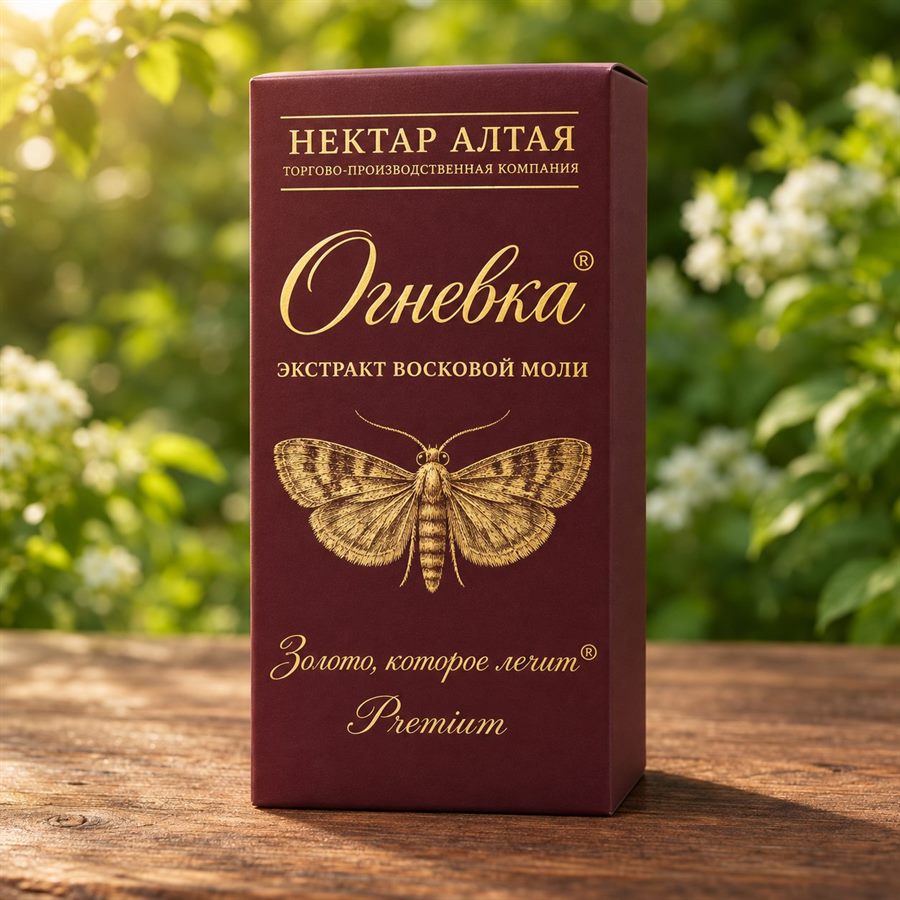 НЕКТАР АЛТАЯ
ТОРГОВО-ПРОИЗВОДСТВЕННАЯ КОМПАНИЯ
Огневка®
ЭКСТРАКТ ВОСКОВОЙ МОЛИ
Золото, которое лечит®
Premium